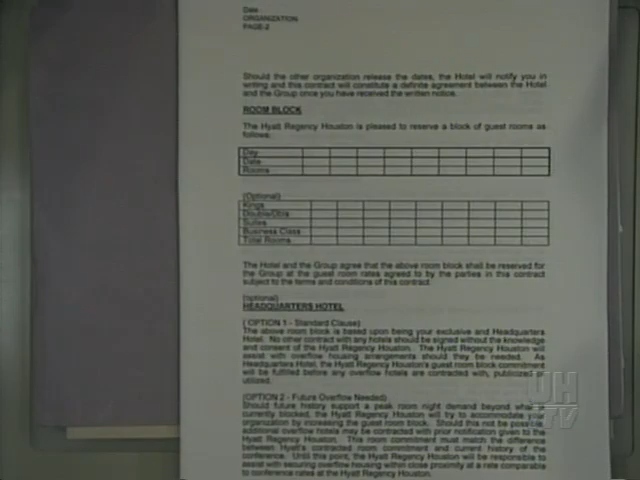 Date
ORGANIZATION
PAGE-2
Should the other organization release the dates, the Hotel will notify you in
writing and this contract will constitute a definite agreement between the Hotel
and the Group once you have received the written notice.
ROOM BLOCK
The Hyatt Regency Houston is pleased to reserve a block of guest rooms as
follows:
Day
Date
Rooms
(Optional)
Kings
Double/Dbls
Suites
Business Class
Total Rooms
The Hotel and the Group agree that the above room block shall be reserved for
the Group at the guest room rates agreed to by the parties in this contract
subject to the terms and conditions of this contract.
(optional)
HEADQUARTERS HOTEL
( OPTION 1 - Standard Clause)
The above room block is based upon being your exclusive and Headquarters
Hotel. No other contract with any hotels should be signed without the knowledge
and consent of the Hyatt Regency Houston. The Hyatt Regency Houston will
assist with overflow housing arrangements should they be needed. As
Headquarters Hotel, the Hyatt Regency Houston's guest room block commitment
will be fulfilled before any overflow hotels are contracted with, publicized or
utilized.
(OPTION 2 - Future Overflow Needed)
Should future history support a peak room night demand beyond what
currently blocked, the Hyatt Regency Houston will try to accommodate your
organization by increasing the guest room block. Should this not be possible,
additional overflow hotels may be contracted with prior notification given to the
Hyatt Regency Houston. This room commitment must match the difference
between Hyatt's contracted room commitment and current history of the
conference. Until this point, the Hyatt Regency Houston will be responsible to
assist with securing overflow housing within close proximity at a rate comparable
to conference rates at the Hyatt Regency Houston.
UH
TV